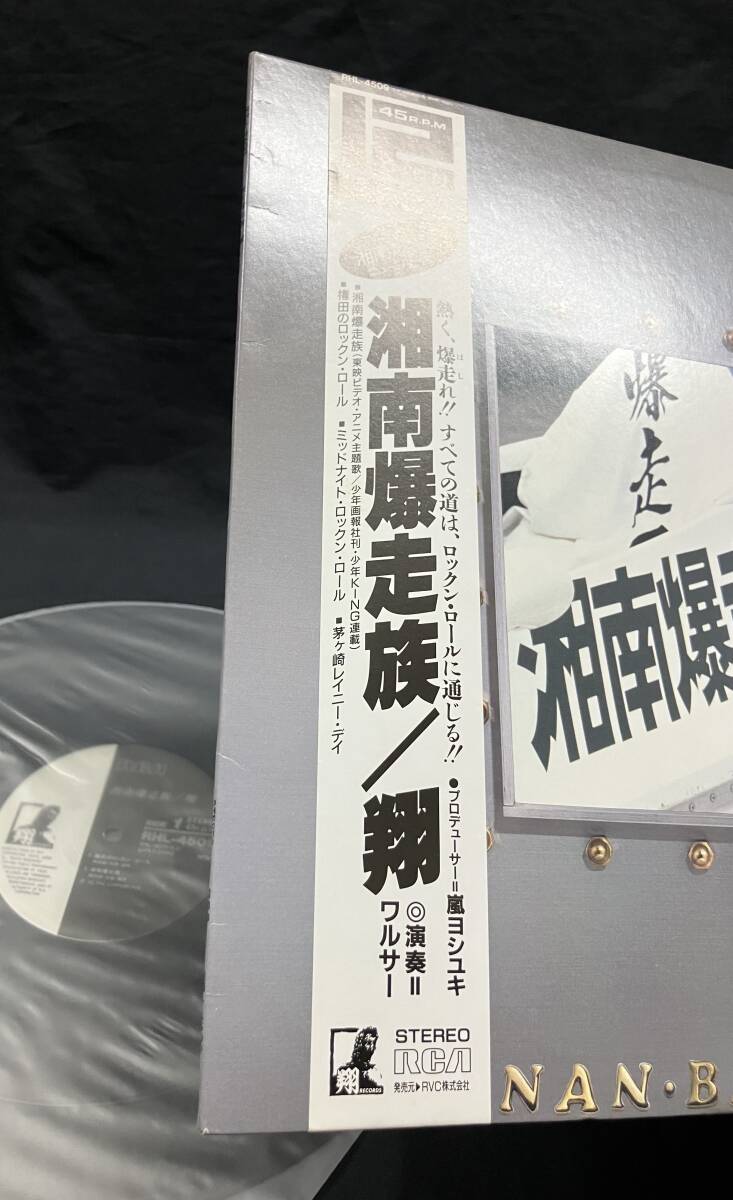 RHL-4509
45R.P.M
熱く、爆走れ!! すべての道は、ロックン・ロールに通じる!!
はし
湘南爆走族/翔
■湘南爆走族(東映ビデオ・アニメ主題歌/少年画報社刊・少年KING連載)
■権田のロックン・ロール ■ミッドナイト・ロックン・ロール ■茅ヶ崎レイニー・デイ
●プロデューサー=嵐ヨシユキ
◎演奏=ワルサー
翔
RECORDS
STEREO
RCA
発売元▶RVC株式会社
爆走
湘南爆
NAN・BA
翔
STEREO
RHL-450